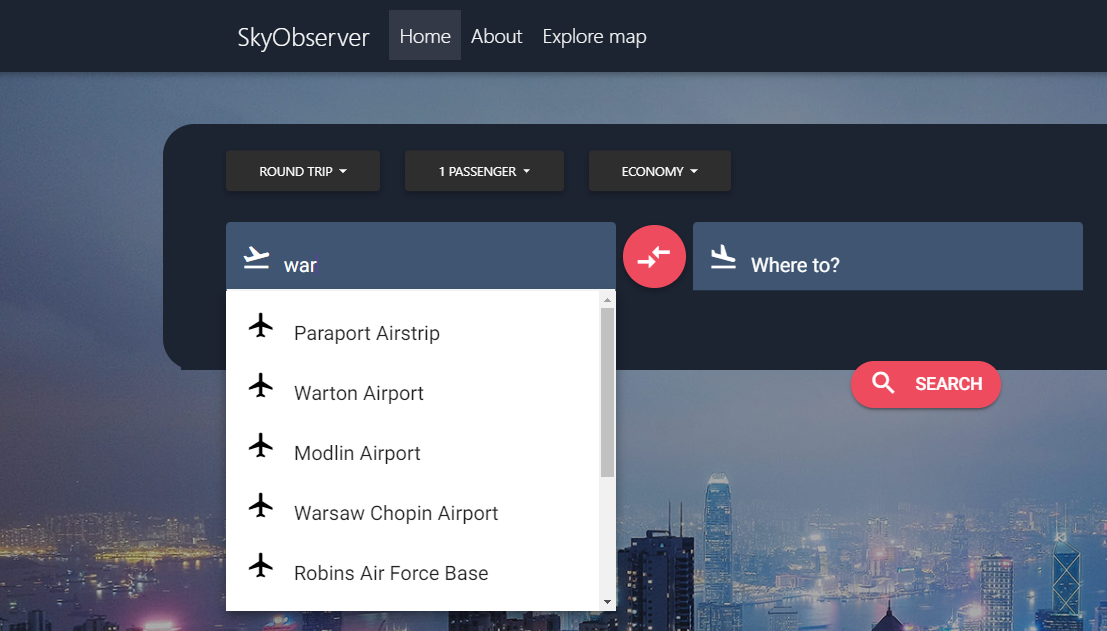 SkyObserver Home About Explore map
ROUND TRIP 1 PASSENGER ECONOMY
war Where to?
Paraport Airstrip
Warton Airport
SEARCH
Modlin Airport
Warsaw Chopin Airport
Robins Air Force Base